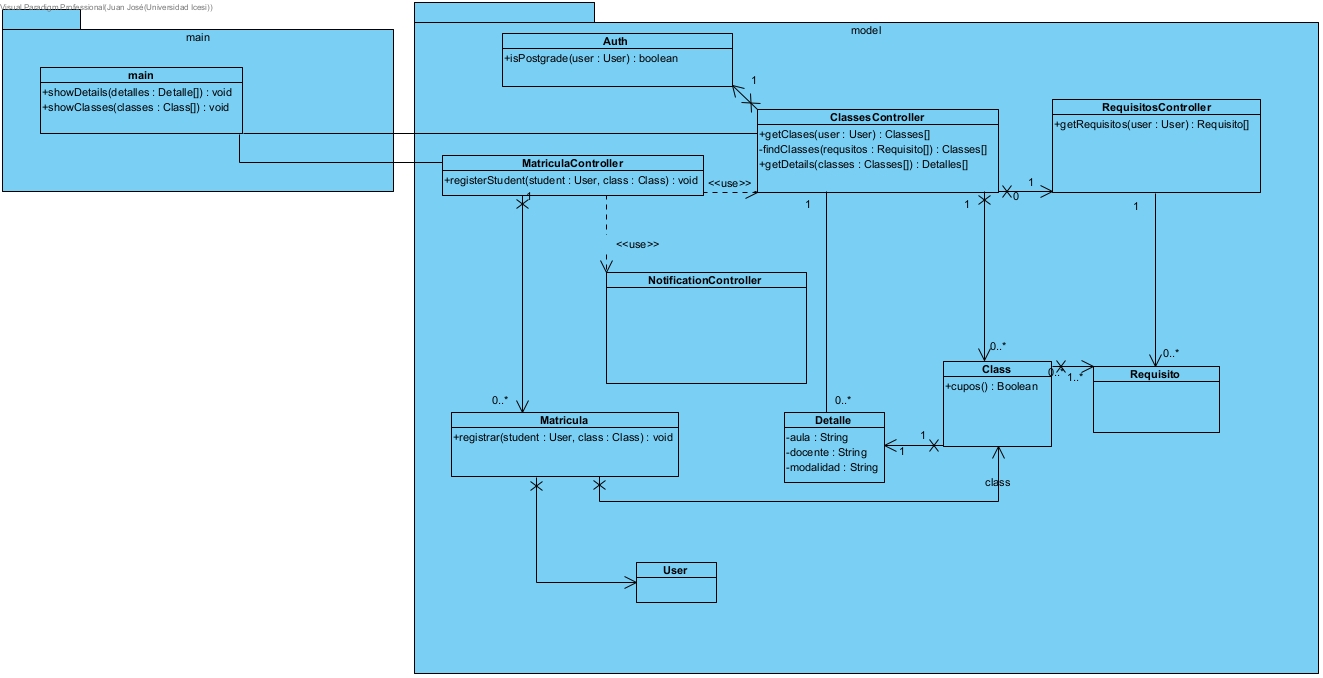 Visual Paradigm Professional(Juan José(Universidad Icesi))
main
main
+showDetails(detalles : Detalle[]) : void
+showClasses(classes : Class[]) : void
model
Auth
+isPostgrade(user : User) : boolean
1
ClassesController
+getClases(user : User) : Classes[]
-findClasses(requsitos : Requisito[]) : Classes[]
+getDetails(classes : Classes[]) : Detalles[]
RequisitosController
+getRequisitos(user : User) : Requisito[]
MatriculaController
+registerStudent(student : User, class : Class) : void
<<use>>
1
0
1
1
1
1
<<use>>
NotificationController
0..*
0..*
Class
+cupos() : Boolean
0..*
1..*
Requisito
0..*
Matricula
+registrar(student : User, class : Class) : void
0..*
Detalle
-aula : String
-docente : String
-modalidad : String
1
1
class
User